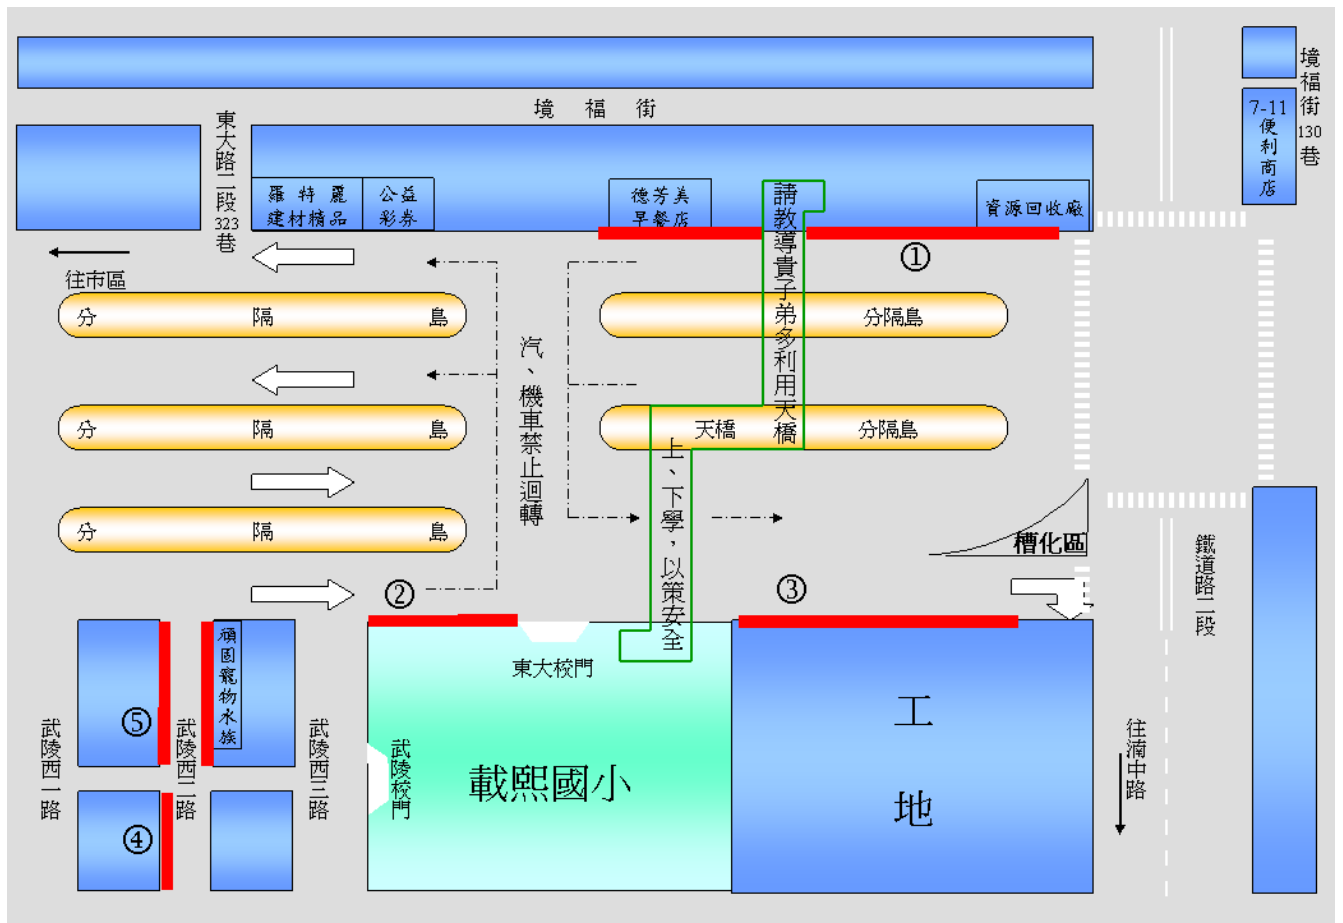 境福街
境福街130巷
7-11便利商店
東大路二段323巷
羅特麗
建材精品
公益
彩券
德芳美
早餐店
請教導貴子弟多利用天橋
資源回收廠
①
往市區
分隔島
分隔島
汽、機車禁止迴轉
分隔島
天橋
分隔島
上、下學，以策安全
分隔島
槽化區
鐵道路二段
②
③
東大校門
頑固寵物水族
工地
⑤
武陵西一路
武陵西二路
武陵西三路
武陵校門
載熙國小
往湳中路
④